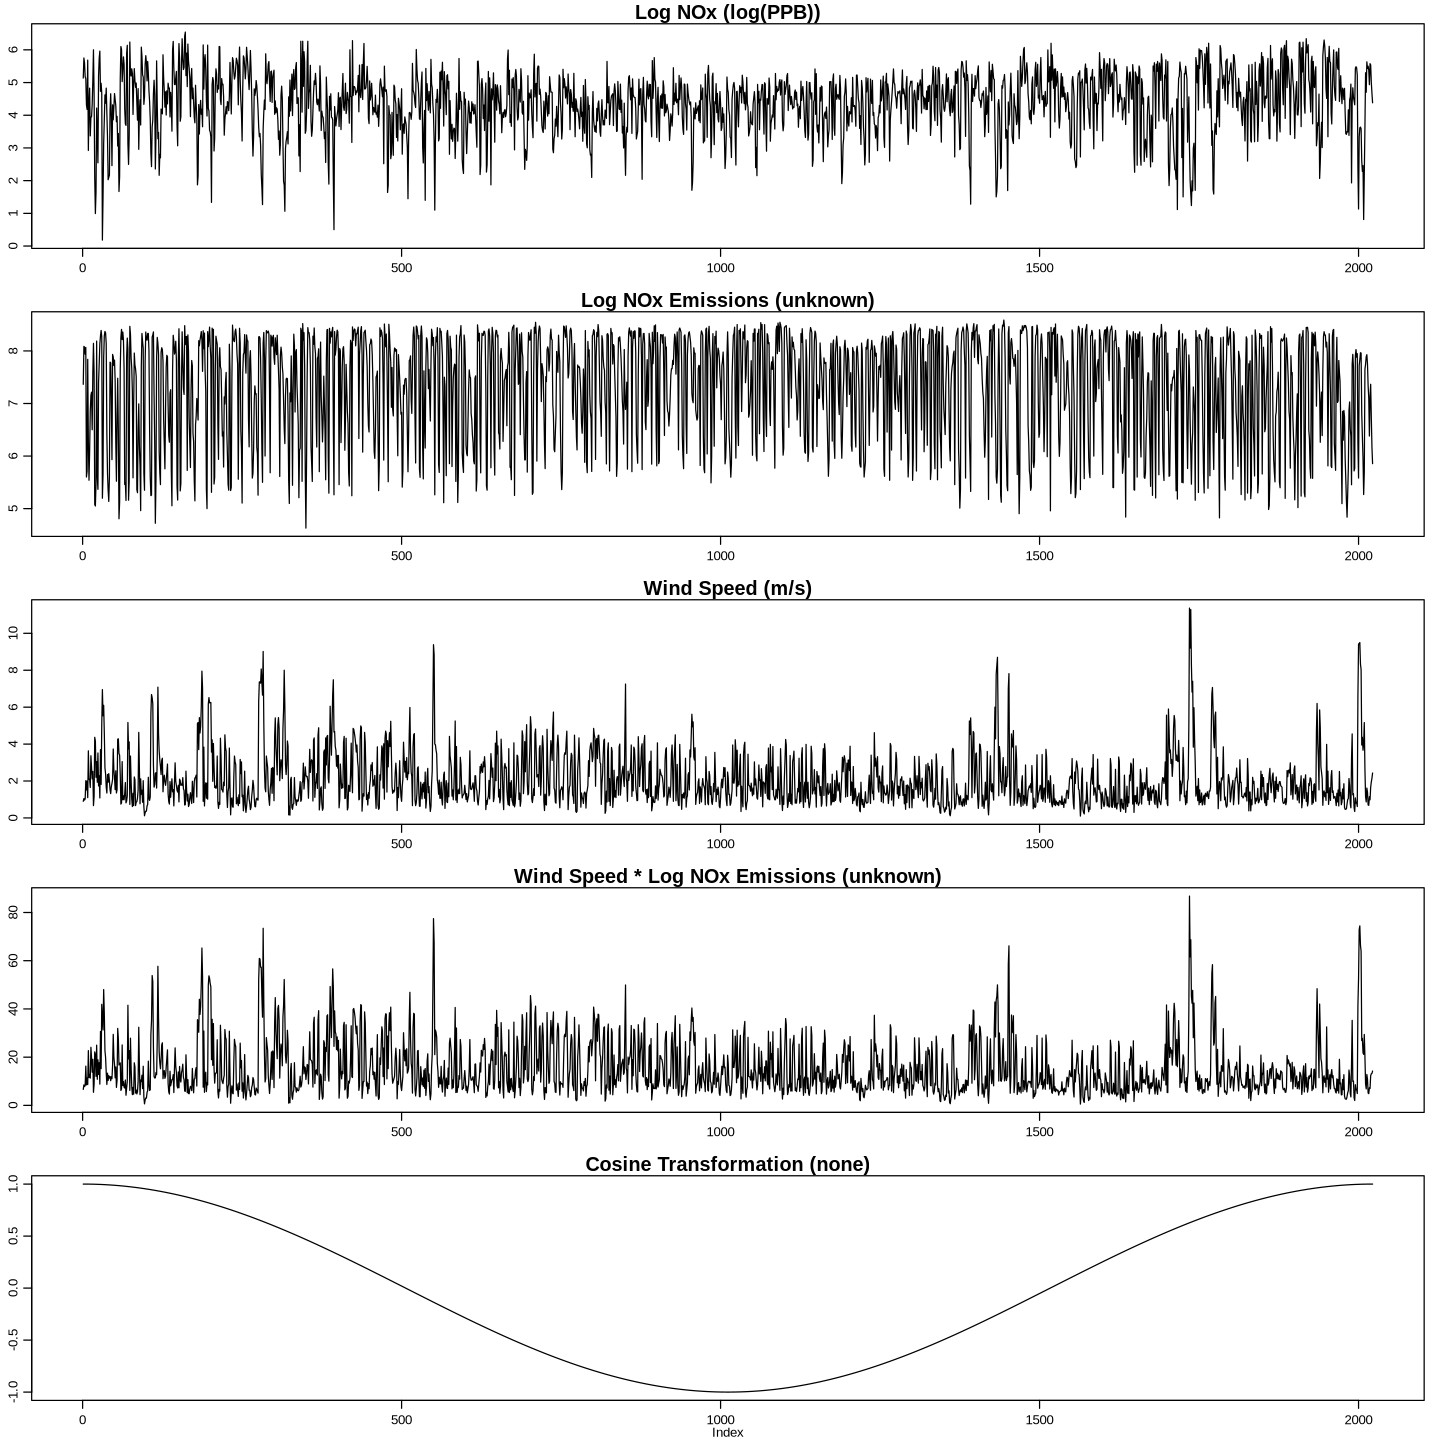 Log NOx (log(PPB))
6
5
4
3
2
1
0
0 500 1000 1500 2000
Log NOx Emissions (unknown)
8
7
6
5
0 500 1000 1500 2000
Wind Speed (m/s)
10
8
6
4
2
0
0 500 1000 1500 2000
Wind Speed * Log NOx Emissions (unknown)
80
60
40
20
0
0 500 1000 1500 2000
Cosine Transformation (none)
1.0
0.5
0.0
-0.5
-1.0
0 500 1000 1500 2000
Index